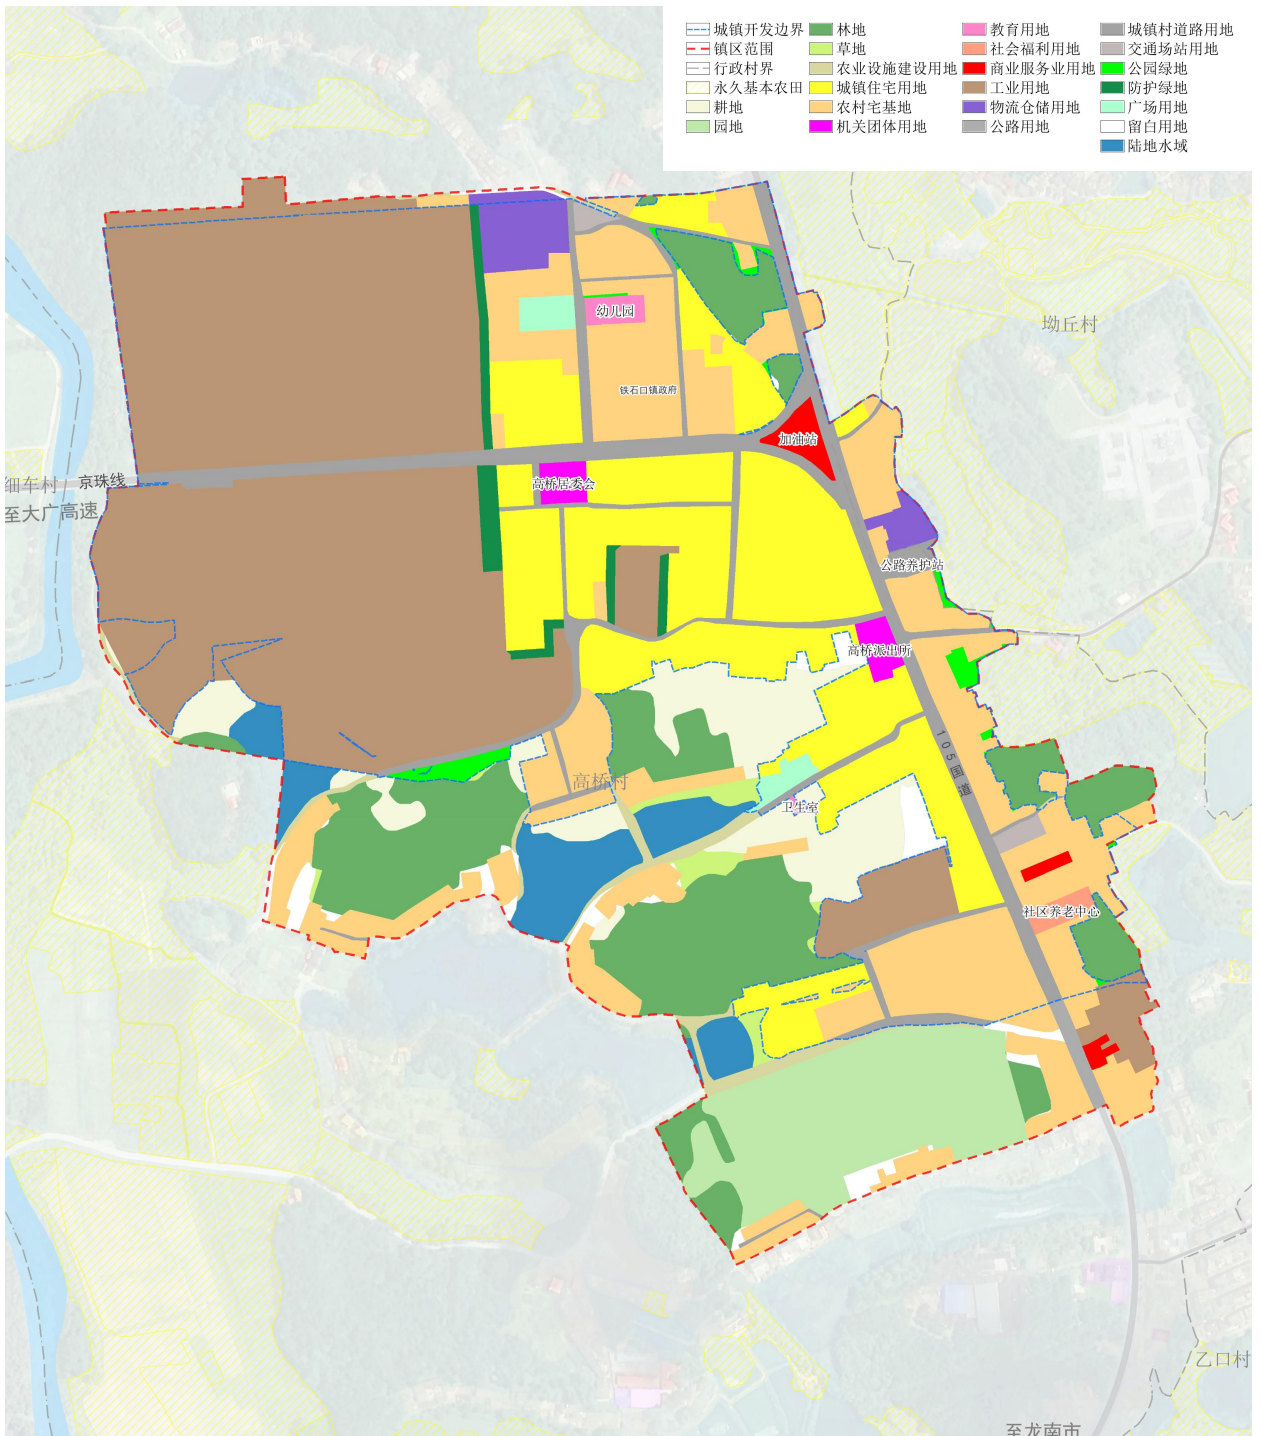 城镇开发边界
镇区范围
行政村界
永久基本农田
耕地
园地
林地
草地
农业设施建设用地
城镇住宅用地
农村宅基地
机关团体用地
教育用地
社会福利用地
商业服务业用地
工业用地
物流仓储用地
公路用地
城镇村道路用地
交通场站用地
公园绿地
防护绿地
广场用地
留白用地
陆地水域
幼儿园
坳丘村
铁石口镇政府
加油站
细车村
京珠线
至大广高速
高桥居委会
公路养护站
高桥派出所
105国道
高桥村
卫生室
社区养老中心
乙口村
至龙南市